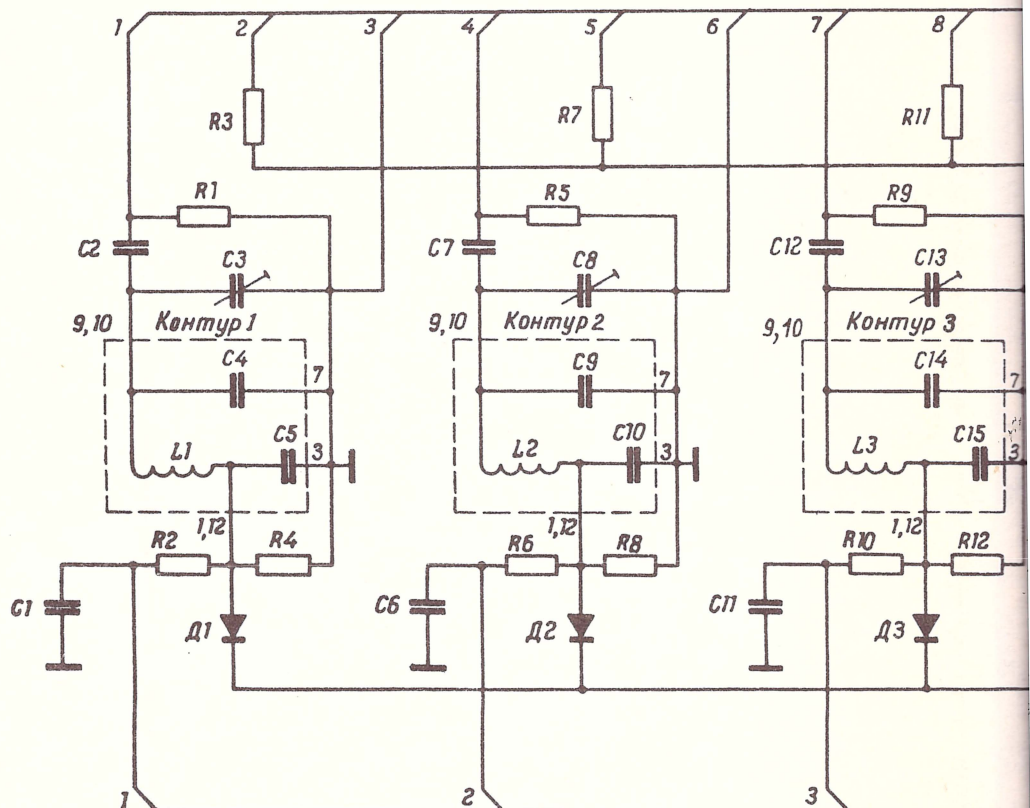 1 2 3 4 5 6 7 8
R3 R7 R11
R1 R5 R9
C2 C7 C12
C3 C8 C13
9,10 Контур 1 9,10 Контур 2 9,10 Контур 3
C4 7 C9 7 C14 7
L1 C5 3 L2 C10 3 L3 C15 3
1,12 1,12 1,12
R2 R4 R6 R8 R10 R12
C1 C6 C11
Д1 Д2 Д3
1 2 3